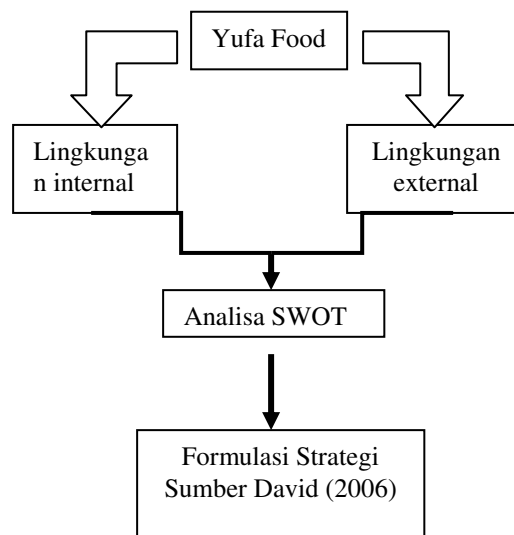 Yufa Food
Lingkunga
n internal
Lingkungan
external
Analisa SWOT
Formulasi Strategi
Sumber David (2006)